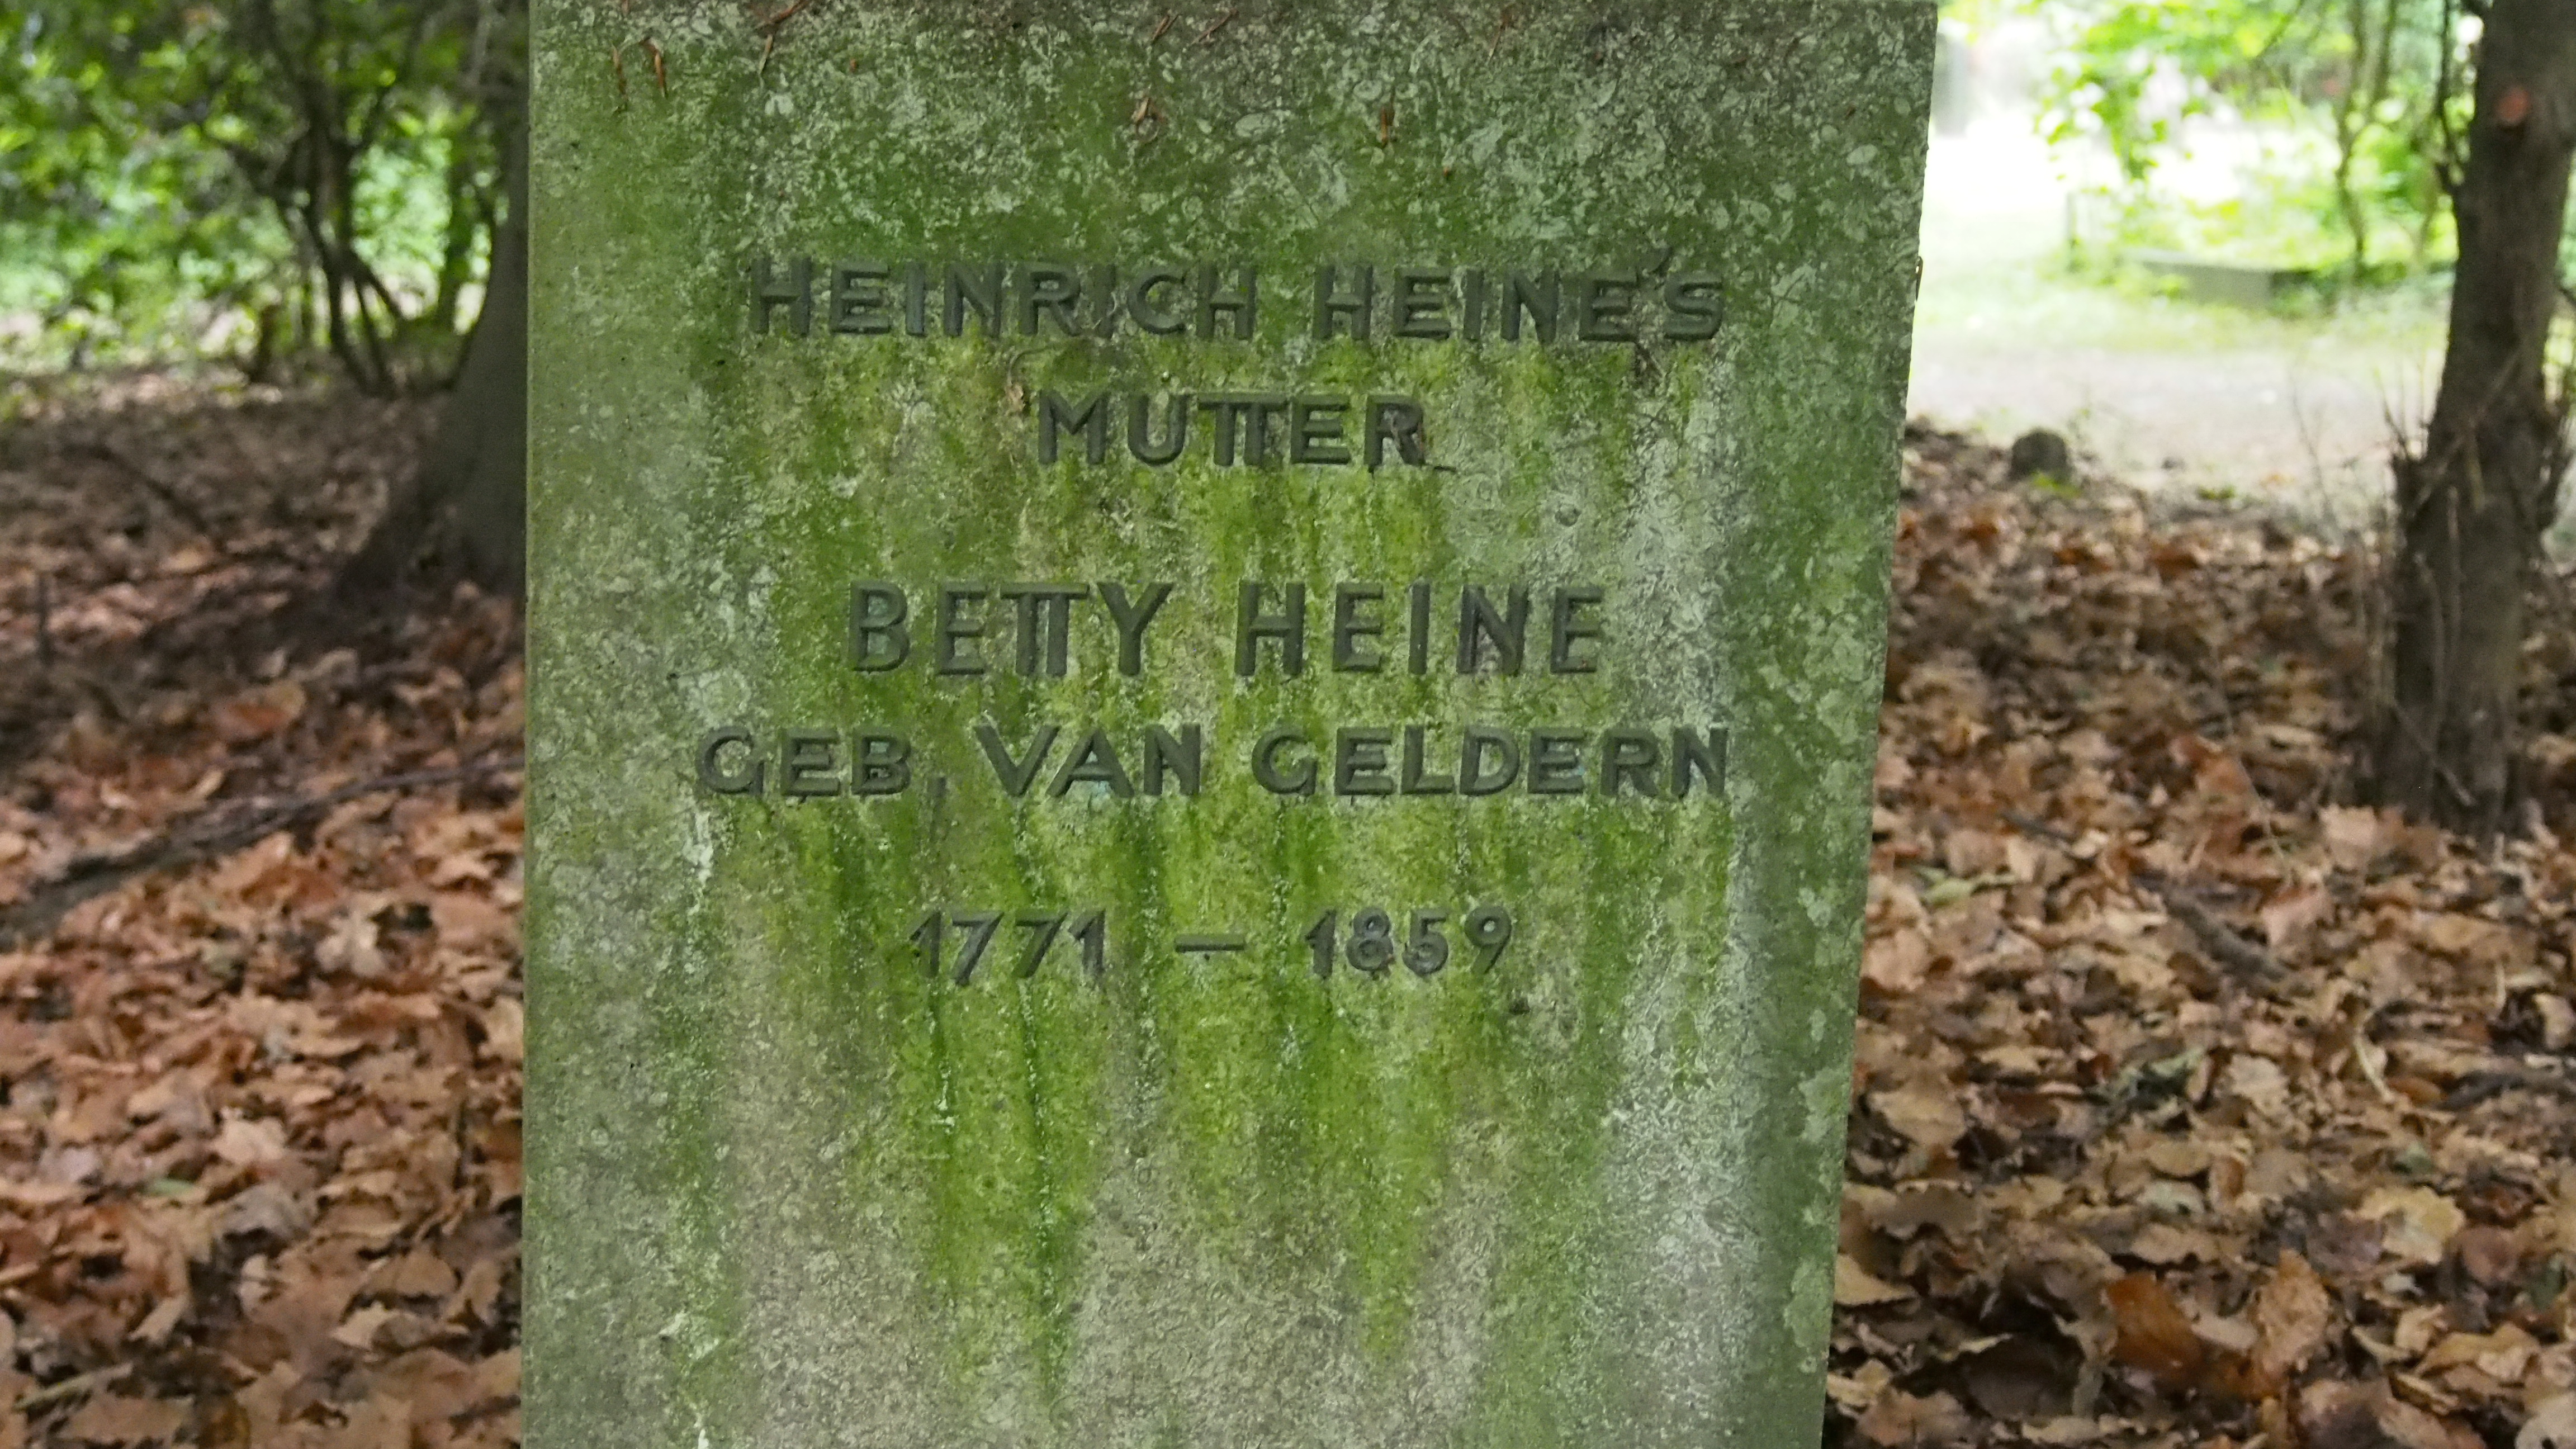 HEINRICH HEINE'S
MUTTER
BETTY HEINE
GEB. VAN GELDERN
1771 – 1859